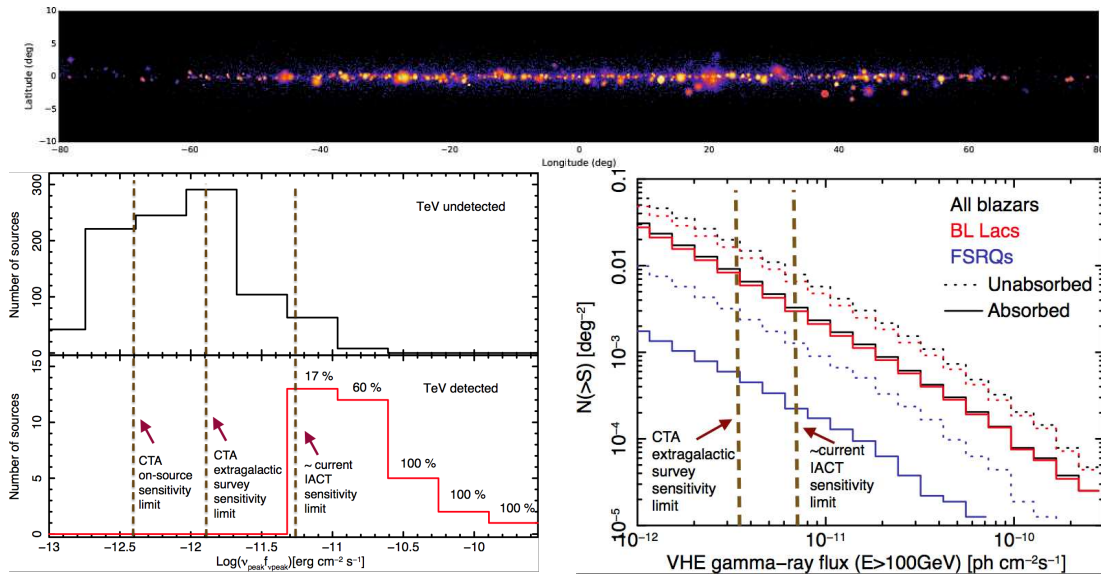 10
5
0
−5
−10
Latitude (deg)
−80
−60
−40
−20
0
20
40
60
80
Longitude (deg)
300
200
100
0
Number of sources
TeV undetected
15
10
5
0
Number of sources
TeV detected
17 %
60 %
100 %
100 %
100 %
CTA
on-source
sensitivity
limit
CTA
extragalactic
survey
sensitivity
limit
~ current
IACT
sensitivity
limit
−13
−12.5
−12
−11.5
−11
−10.5
−10
Log(νpeakfνpeak)[erg cm−2 s−1]
0.1
0.01
10−3
10−4
10−5
N(>S) [deg−2]
All blazars
BL Lacs
FSRQs
Unabsorbed
Absorbed
CTA
extragalactic
survey sensitivity
limit
~current
IACT
sensitivity
limit
10−12
10−11
10−10
VHE gamma−ray flux (E>100GeV) [ph cm−2s−1]